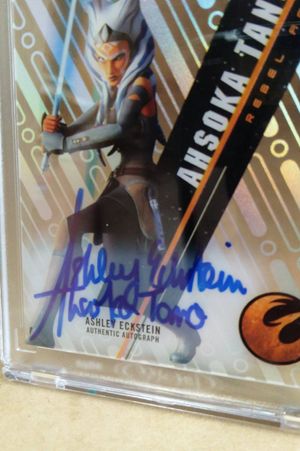 AHSOKA TAN
REBEL
Ashley Eckstein
Ahsoka Tano
ASHLEY ECKSTEIN
AUTHENTIC AUTOGRAPH